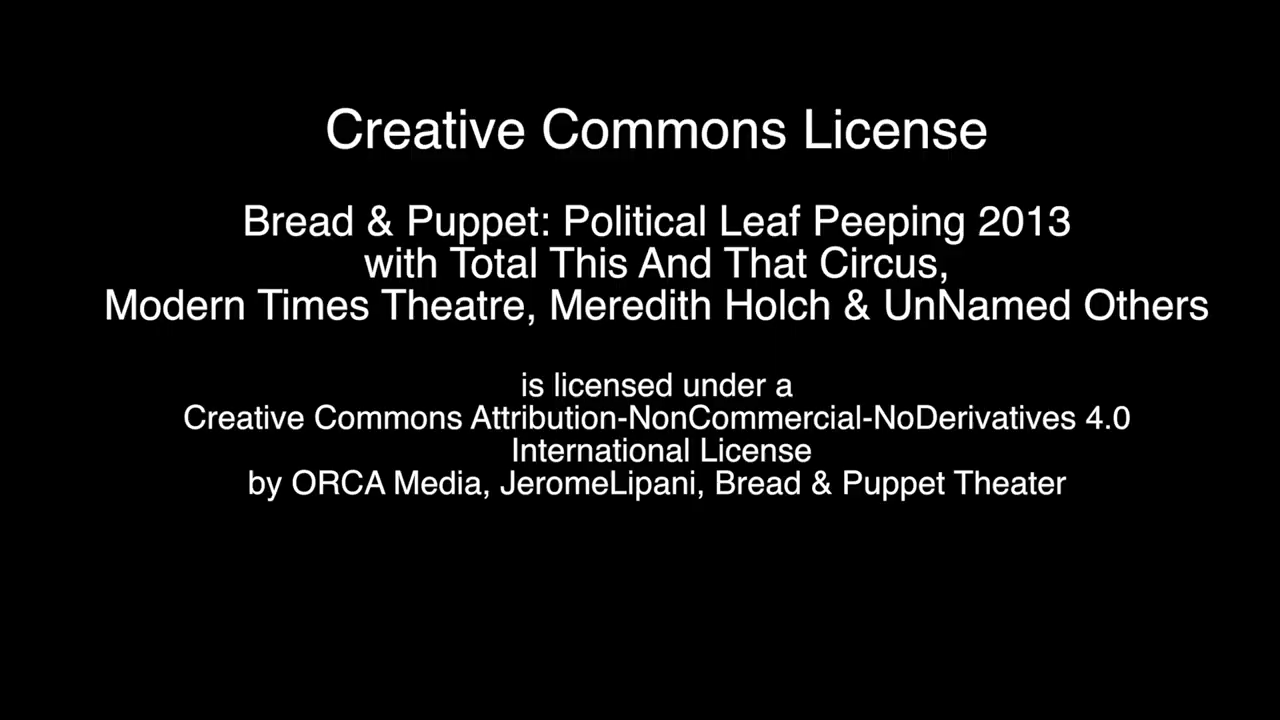 Creative Commons License
Bread & Puppet: Political Leaf Peeping 2013
with Total This And That Circus,
Modern Times Theatre, Meredith Holch & UnNamed Others
is licensed under a
Creative Commons Attribution-NonCommercial-NoDerivatives 4.0
International License
by ORCA Media, JeromeLipani, Bread & Puppet Theater